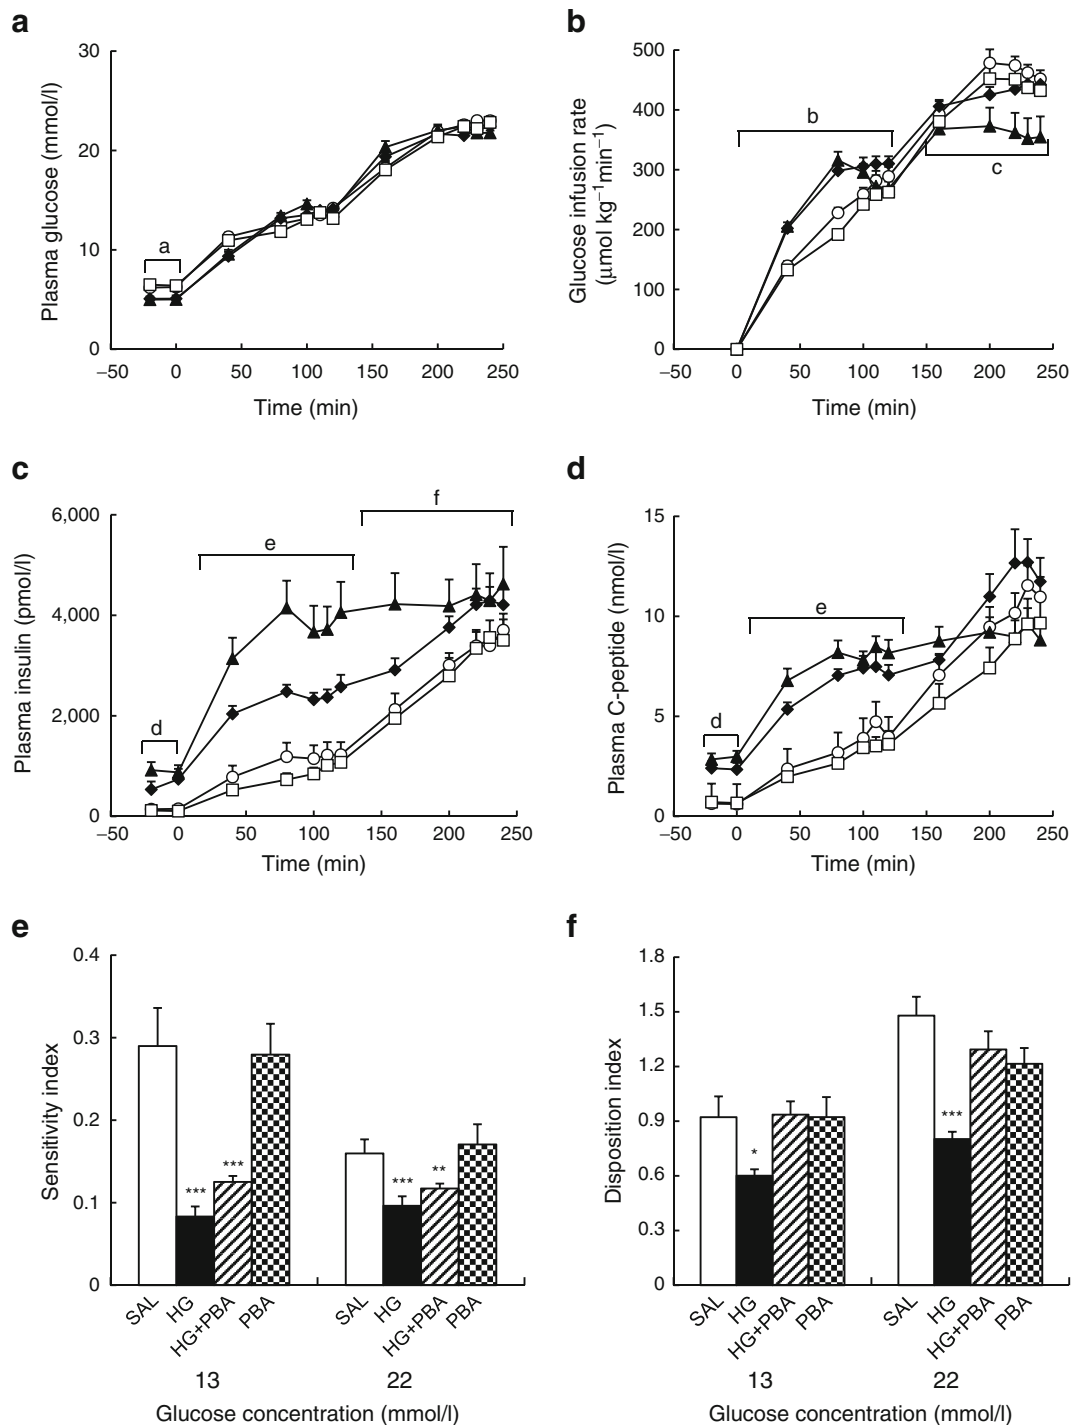 a
30
20
10
0
Plasma glucose (mmol/l)
a
−50 0 50 100 150 200 250
Time (min)
b
500
400
300
200
100
0
Glucose infusion rate
(μmol kg−1min−1)
b
c
−50 0 50 100 150 200 250
Time (min)
c
6,000
4,000
2,000
0
Plasma insulin (pmol/l)
d
e
f
−50 0 50 100 150 200 250
Time (min)
d
15
10
5
0
Plasma C-peptide (nmol/l)
d
e
−50 0 50 100 150 200 250
Time (min)
e
0.4
0.3
0.2
0.1
0
Sensitivity index
*** *** *** **
SAL HG HG+PBA PBA SAL HG HG+PBA PBA
13 22
Glucose concentration (mmol/l)
f
1.8
1.5
1.2
0.9
0.6
0.3
0
Disposition index
* ***
SAL HG HG+PBA PBA SAL HG HG+PBA PBA
13 22
Glucose concentration (mmol/l)